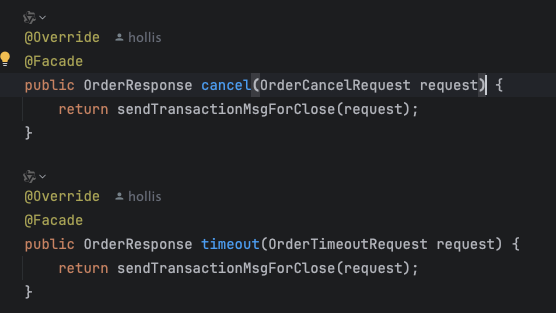 @Override hollis
@Facade
public OrderResponse cancel(OrderCancelRequest request) {
    return sendTransactionMsgForClose(request);
}
@Override hollis
@Facade
public OrderResponse timeout(OrderTimeoutRequest request) {
    return sendTransactionMsgForClose(request);
}